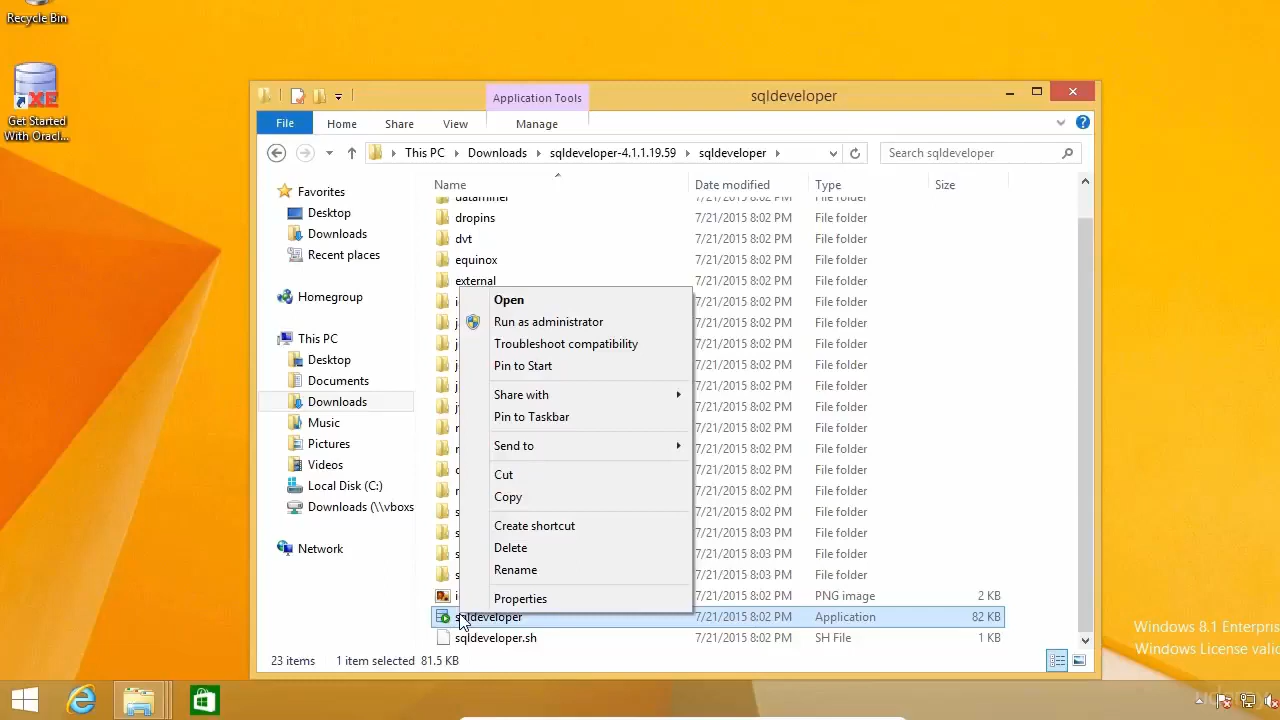 Recycle Bin
Get Started
With Oracl...
Application Tools
sqldeveloper
File
Home
Share
View
Manage
This PC
Downloads
sqldeveloper-4.1.1.19.59
sqldeveloper
Search sqldeveloper
Favorites
Desktop
Downloads
Recent places
Homegroup
This PC
Desktop
Documents
Downloads
Music
Pictures
Videos
Local Disk (C:)
Downloads (\\vboxs
Network
Name Date modified Type Size
dataminer 7/21/2015 8:02 PM File folder
dropins 7/21/2015 8:02 PM File folder
dvt 7/21/2015 8:02 PM File folder
equinox 7/21/2015 8:02 PM File folder
external 7/21/2015 8:02 PM File folder
7/21/2015 8:02 PM File folder
7/21/2015 8:02 PM File folder
7/21/2015 8:02 PM File folder
7/21/2015 8:02 PM File folder
7/21/2015 8:02 PM File folder
7/21/2015 8:02 PM File folder
7/21/2015 8:02 PM File folder
7/21/2015 8:02 PM File folder
7/21/2015 8:02 PM File folder
7/21/2015 8:02 PM File folder
7/21/2015 8:02 PM File folder
7/21/2015 8:03 PM File folder
7/21/2015 8:03 PM File folder
7/21/2015 8:03 PM File folder
7/21/2015 8:02 PM PNG image 2 KB
sqldeveloper 7/21/2015 8:02 PM Application 82 KB
sqldeveloper.sh 7/21/2015 8:02 PM SH File 1 KB
Open
Run as administrator
Troubleshoot compatibility
Pin to Start
Share with
Pin to Taskbar
Send to
Cut
Copy
Create shortcut
Delete
Rename
Properties
23 items 1 item selected 81.5 KB
Windows 8.1 Enterpris
Windows License valid